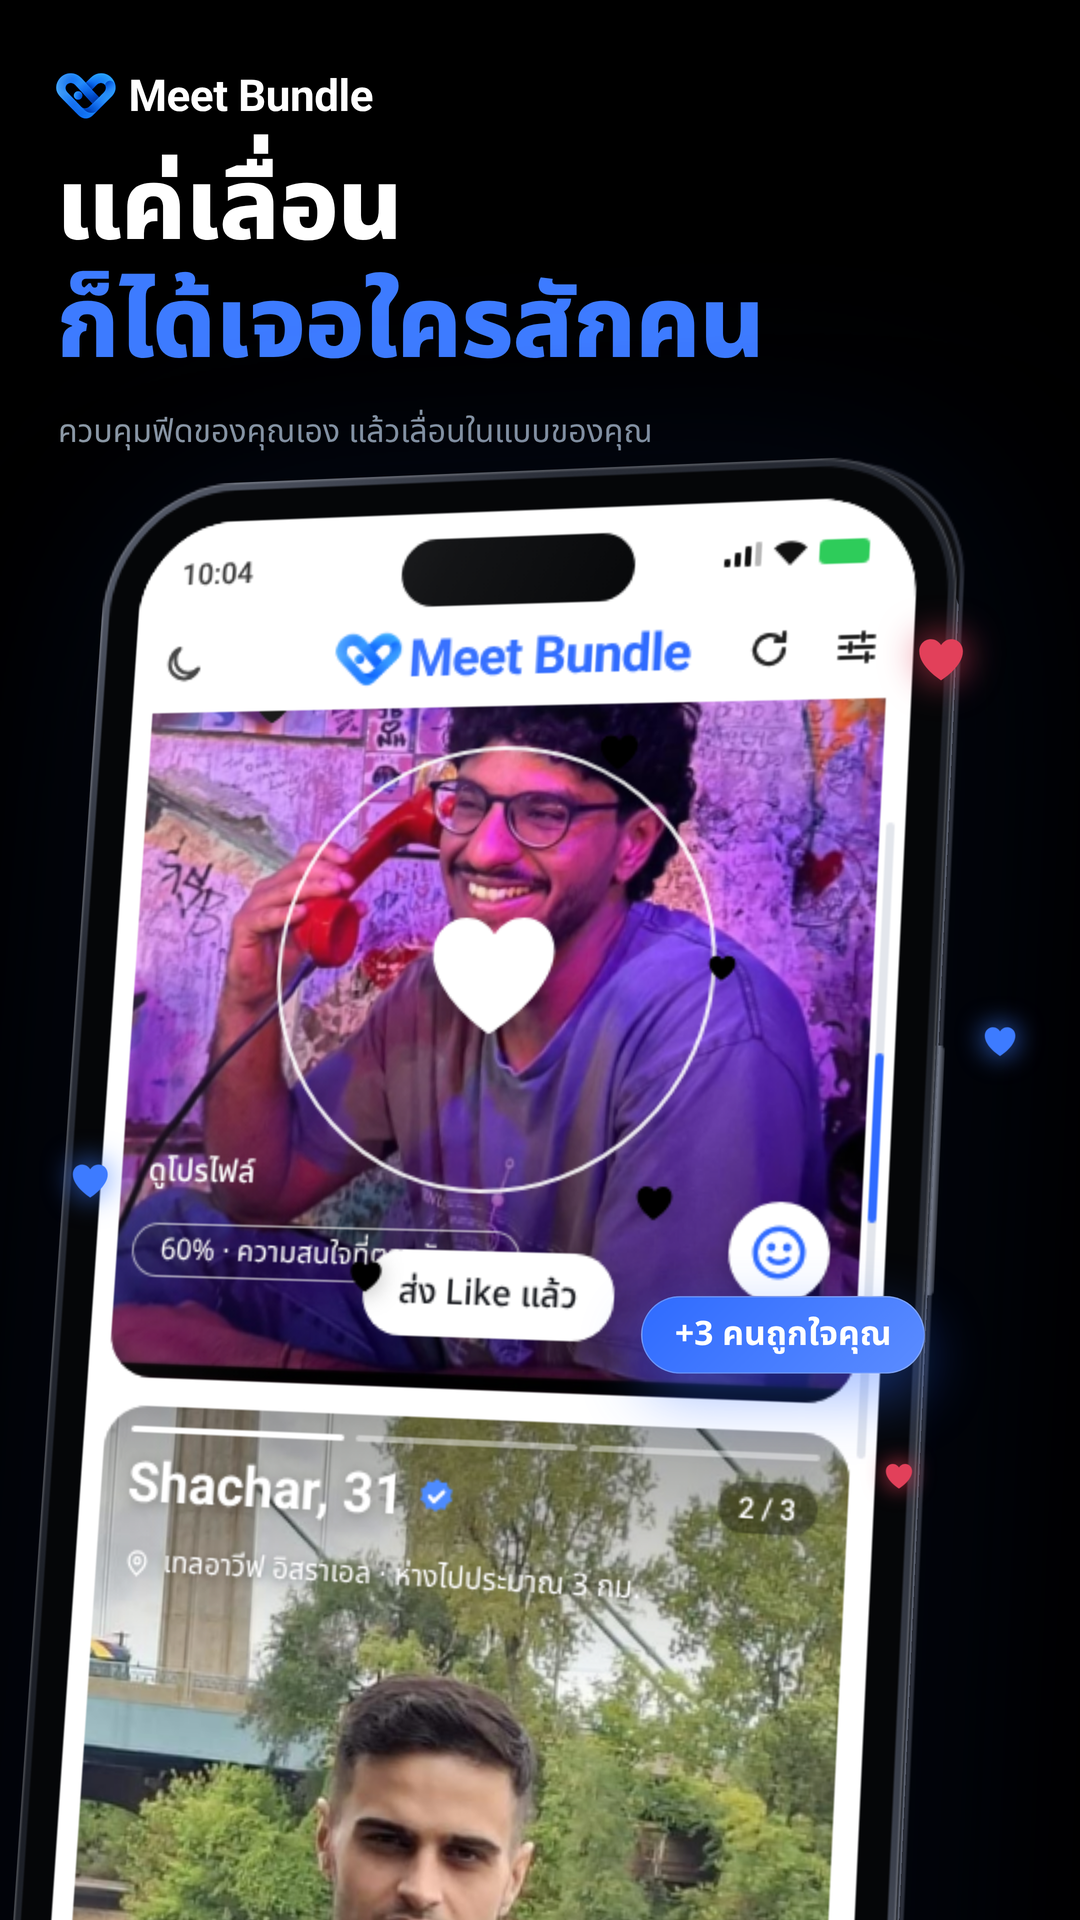 Meet Bundle
แค่เลื่อน
ก็ได้เจอใครสักคน
ควบคุมฟีดของคุณเอง แล้วเลื่อนในแบบของคุณ
10:04
Meet Bundle
ดูโปรไฟล์
60% · ความสนใจที่
ส่ง Like แล้ว
+3 คนถูกใจคุณ
Shachar, 31
2 / 3
เทลอาวีฟ อิสราเอล · ห่างไปประมาณ 3 กม.